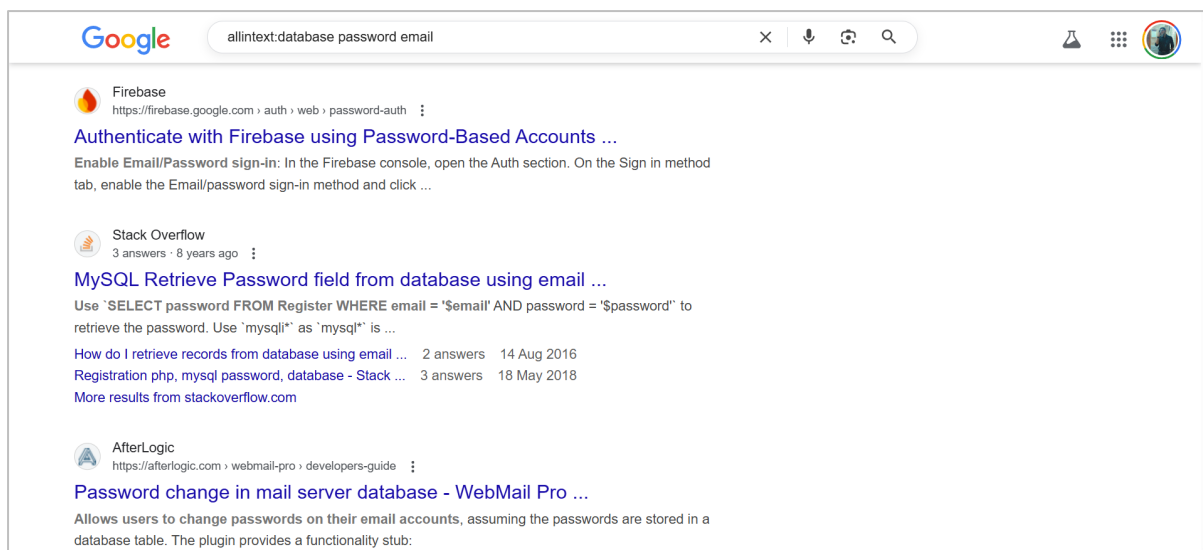 Google
allintext:database password email
Firebase
https://firebase.google.com › auth › web › password-auth
Authenticate with Firebase using Password-Based Accounts ...
Enable Email/Password sign-in: In the Firebase console, open the Auth section. On the Sign in method
tab, enable the Email/password sign-in method and click ...
Stack Overflow
3 answers · 8 years ago
MySQL Retrieve Password field from database using email ...
Use `SELECT password FROM Register WHERE email = '$email' AND password = '$password'` to
retrieve the password. Use `mysqli*` as `mysql*` is ...
How do I retrieve records from database using email ... 2 answers 14 Aug 2016
Registration php, mysql password, database - Stack ... 3 answers 18 May 2018
More results from stackoverflow.com
AfterLogic
https://afterlogic.com › webmail-pro › developers-guide
Password change in mail server database - WebMail Pro ...
Allows users to change passwords on their email accounts, assuming the passwords are stored in a
database table. The plugin provides a functionality stub: